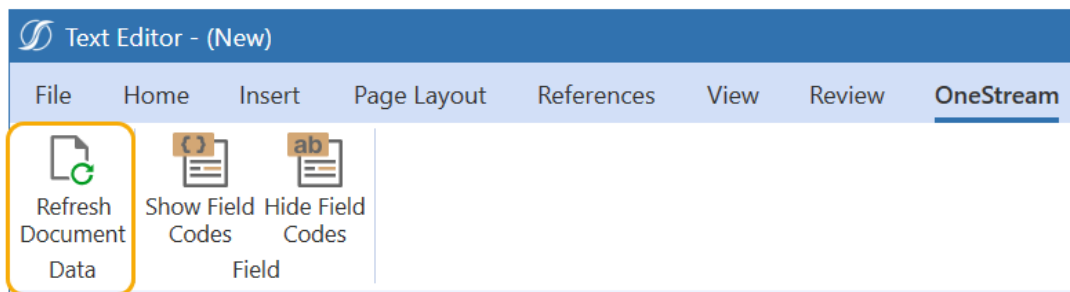 Text Editor - (New)
File Home Insert Page Layout References View Review OneStream
{ } ab
Refresh Show Field Hide Field
Document Codes Codes
Data Field